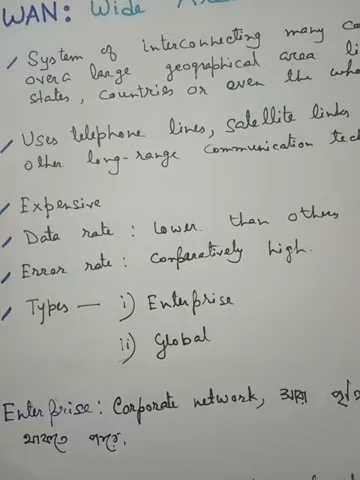 WAN: Wide
✓ System of interconnecting many
over a large geographical area
states, countries or even the
✓ Uses telephone lines, satellite links
other long-range communication
✓ Expensive
✓ Data rate: lower than others
✓ Error rate: comparatively high.
✓ Types — i) Enterprise
ii) Global
Enterprise: Corporate network,